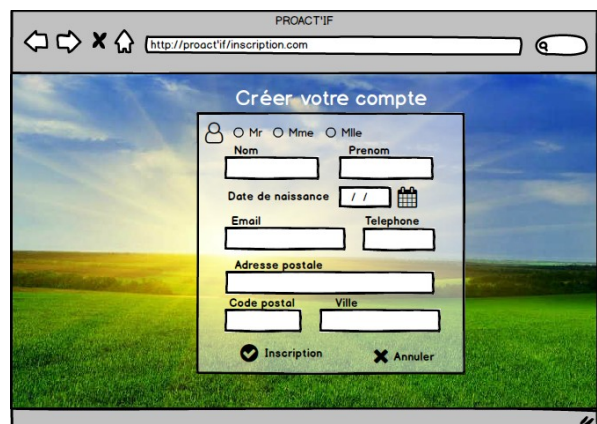 PROACT'IF
http://proact'if/inscription.com
Créer votre compte
Mr Mme Mlle
Nom Prenom
Date de naissance / /
Email Telephone
Adresse postale
Code postal Ville
Inscription Annuler